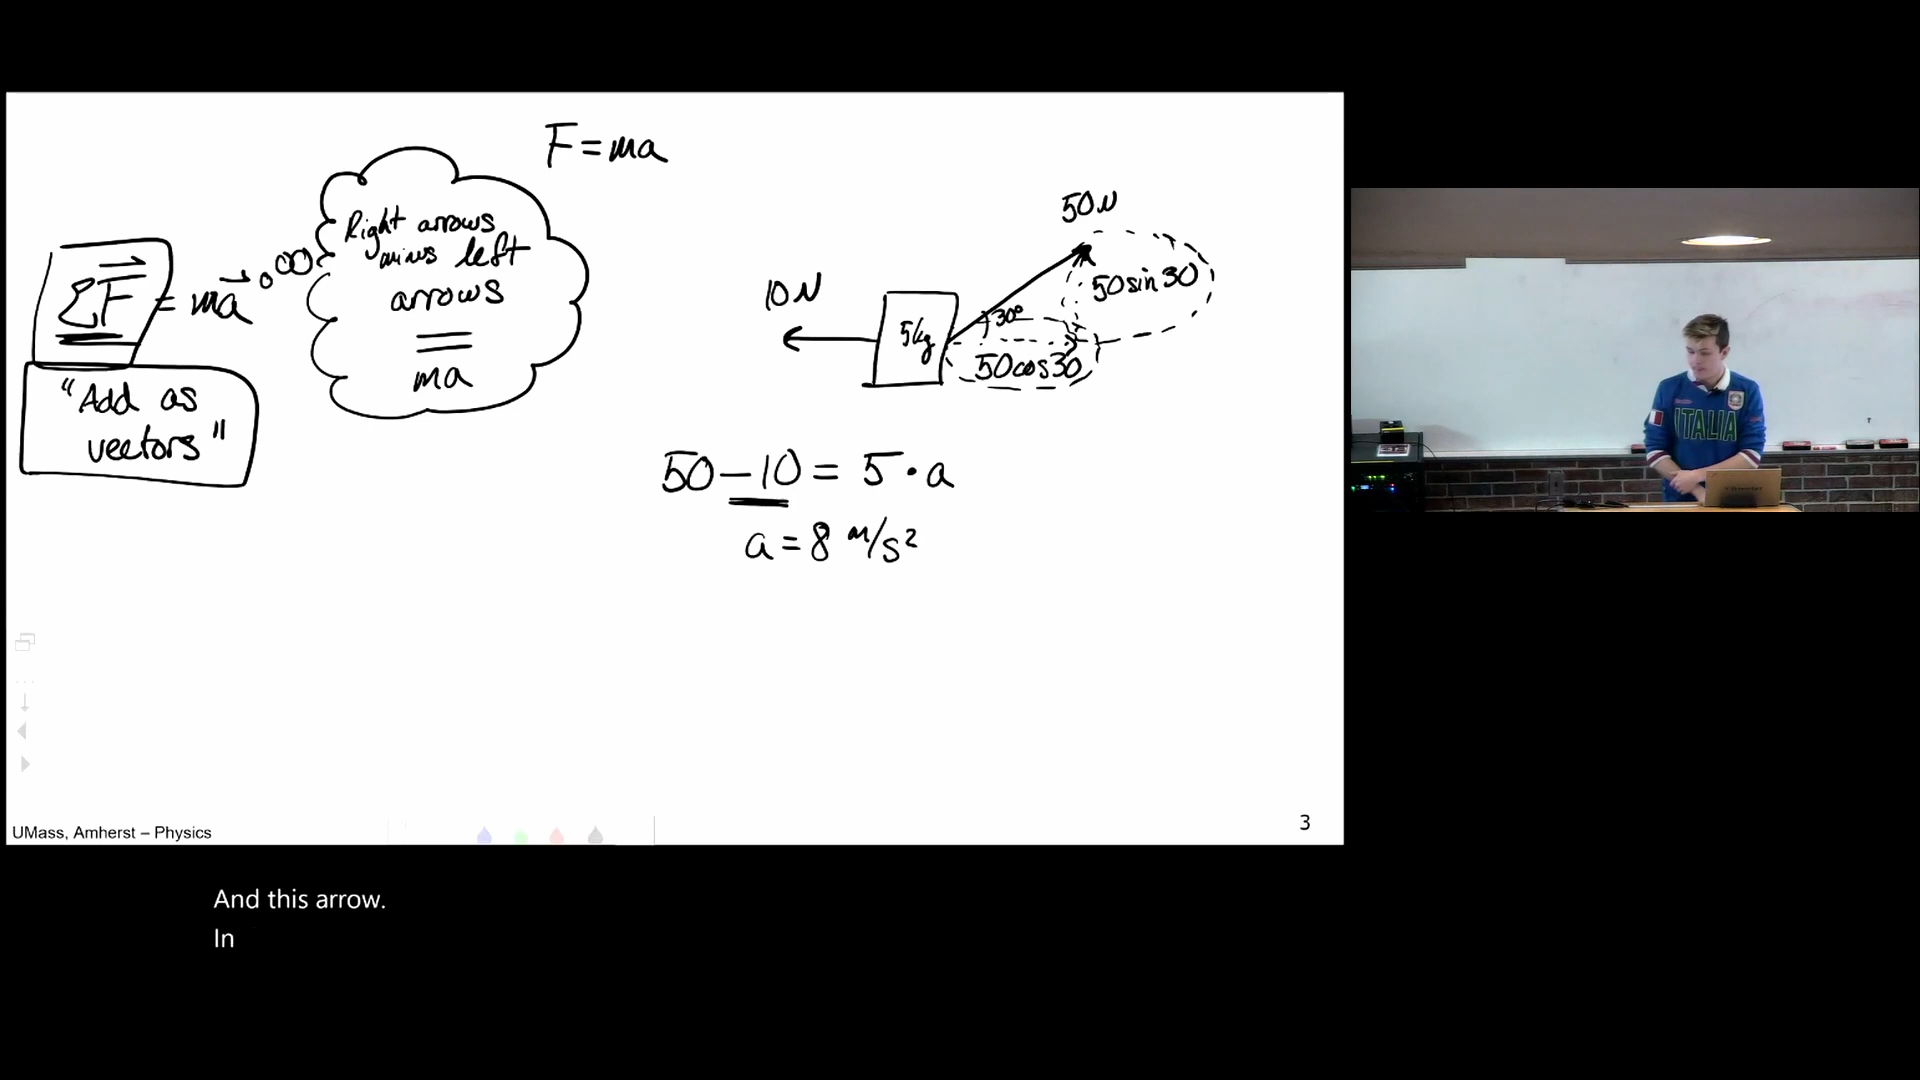 F = ma
Right arrows
minus left
arrows
=
ma
ΣF = ma
"Add as
vectors"
50N
10 N
5kg
30°
50sin30
50cos30
50 – 10 = 5 · a
a = 8 m/s²
UMass, Amherst – Physics
3
ITALIA
And this arrow.
In